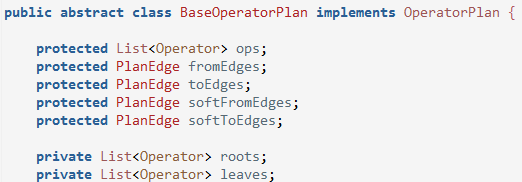 public abstract class BaseOperatorPlan implements OperatorPlan {
protected List<Operator> ops;
protected PlanEdge fromEdges;
protected PlanEdge toEdges;
protected PlanEdge softFromEdges;
protected PlanEdge softToEdges;
private List<Operator> roots;
private List<Operator> leaves;